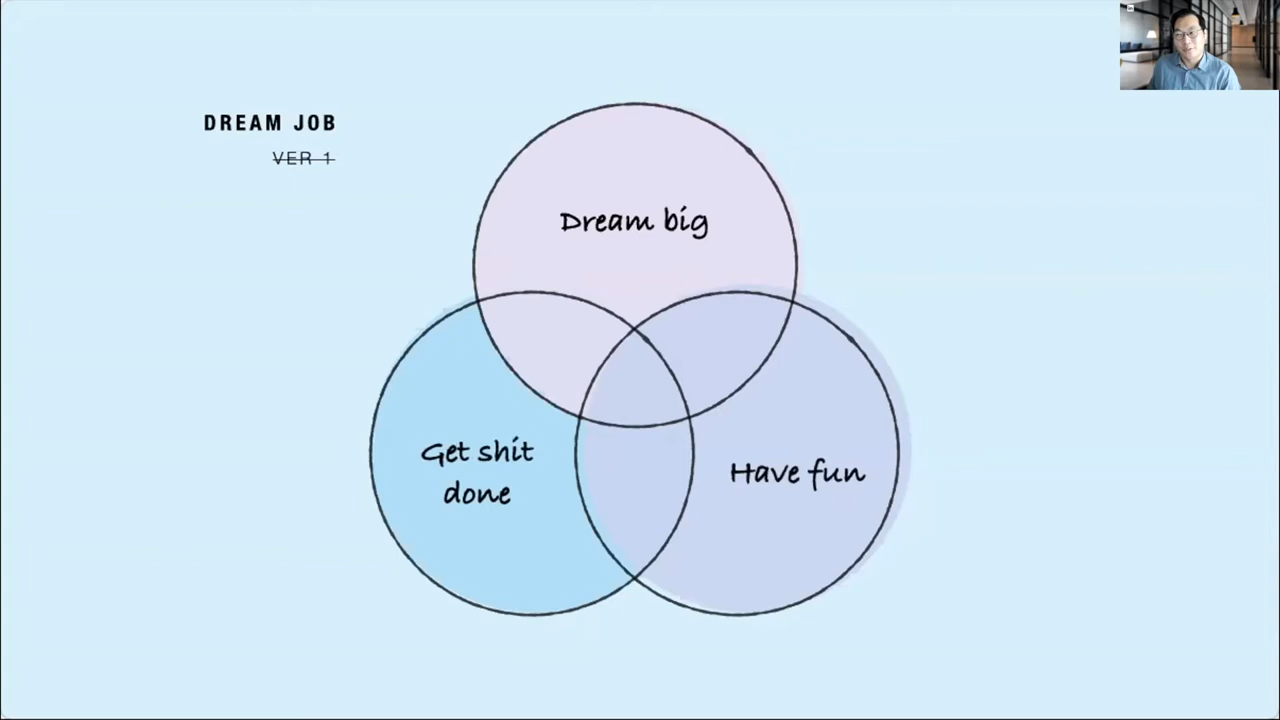 DREAM JOB
VER 1
Dream big
Get shit
done
Have fun